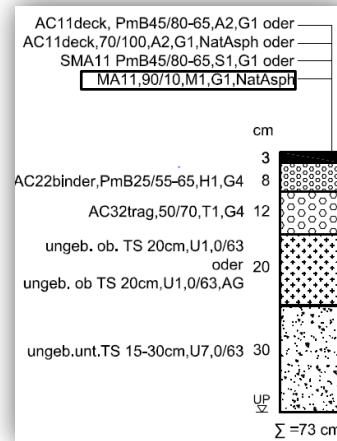 AC11deck, PmB45/80-65,A2,G1 oder
AC11deck,70/100,A2,G1,NatAsph oder
SMA11 PmB45/80-65,S1,G1 oder
MA11,90/10,M1,G1,NatAsph
cm
3
AC22binder,PmB25/55-65,H1,G4 8
AC32trag,50/70,T1,G4 12
ungeb. ob. TS 20cm,U1,0/63
oder 20
ungeb. ob TS 20cm,U1,0/63,AG
ungeb.unt.TS 15-30cm,U7,0/63 30
UP
∑ =73 cm